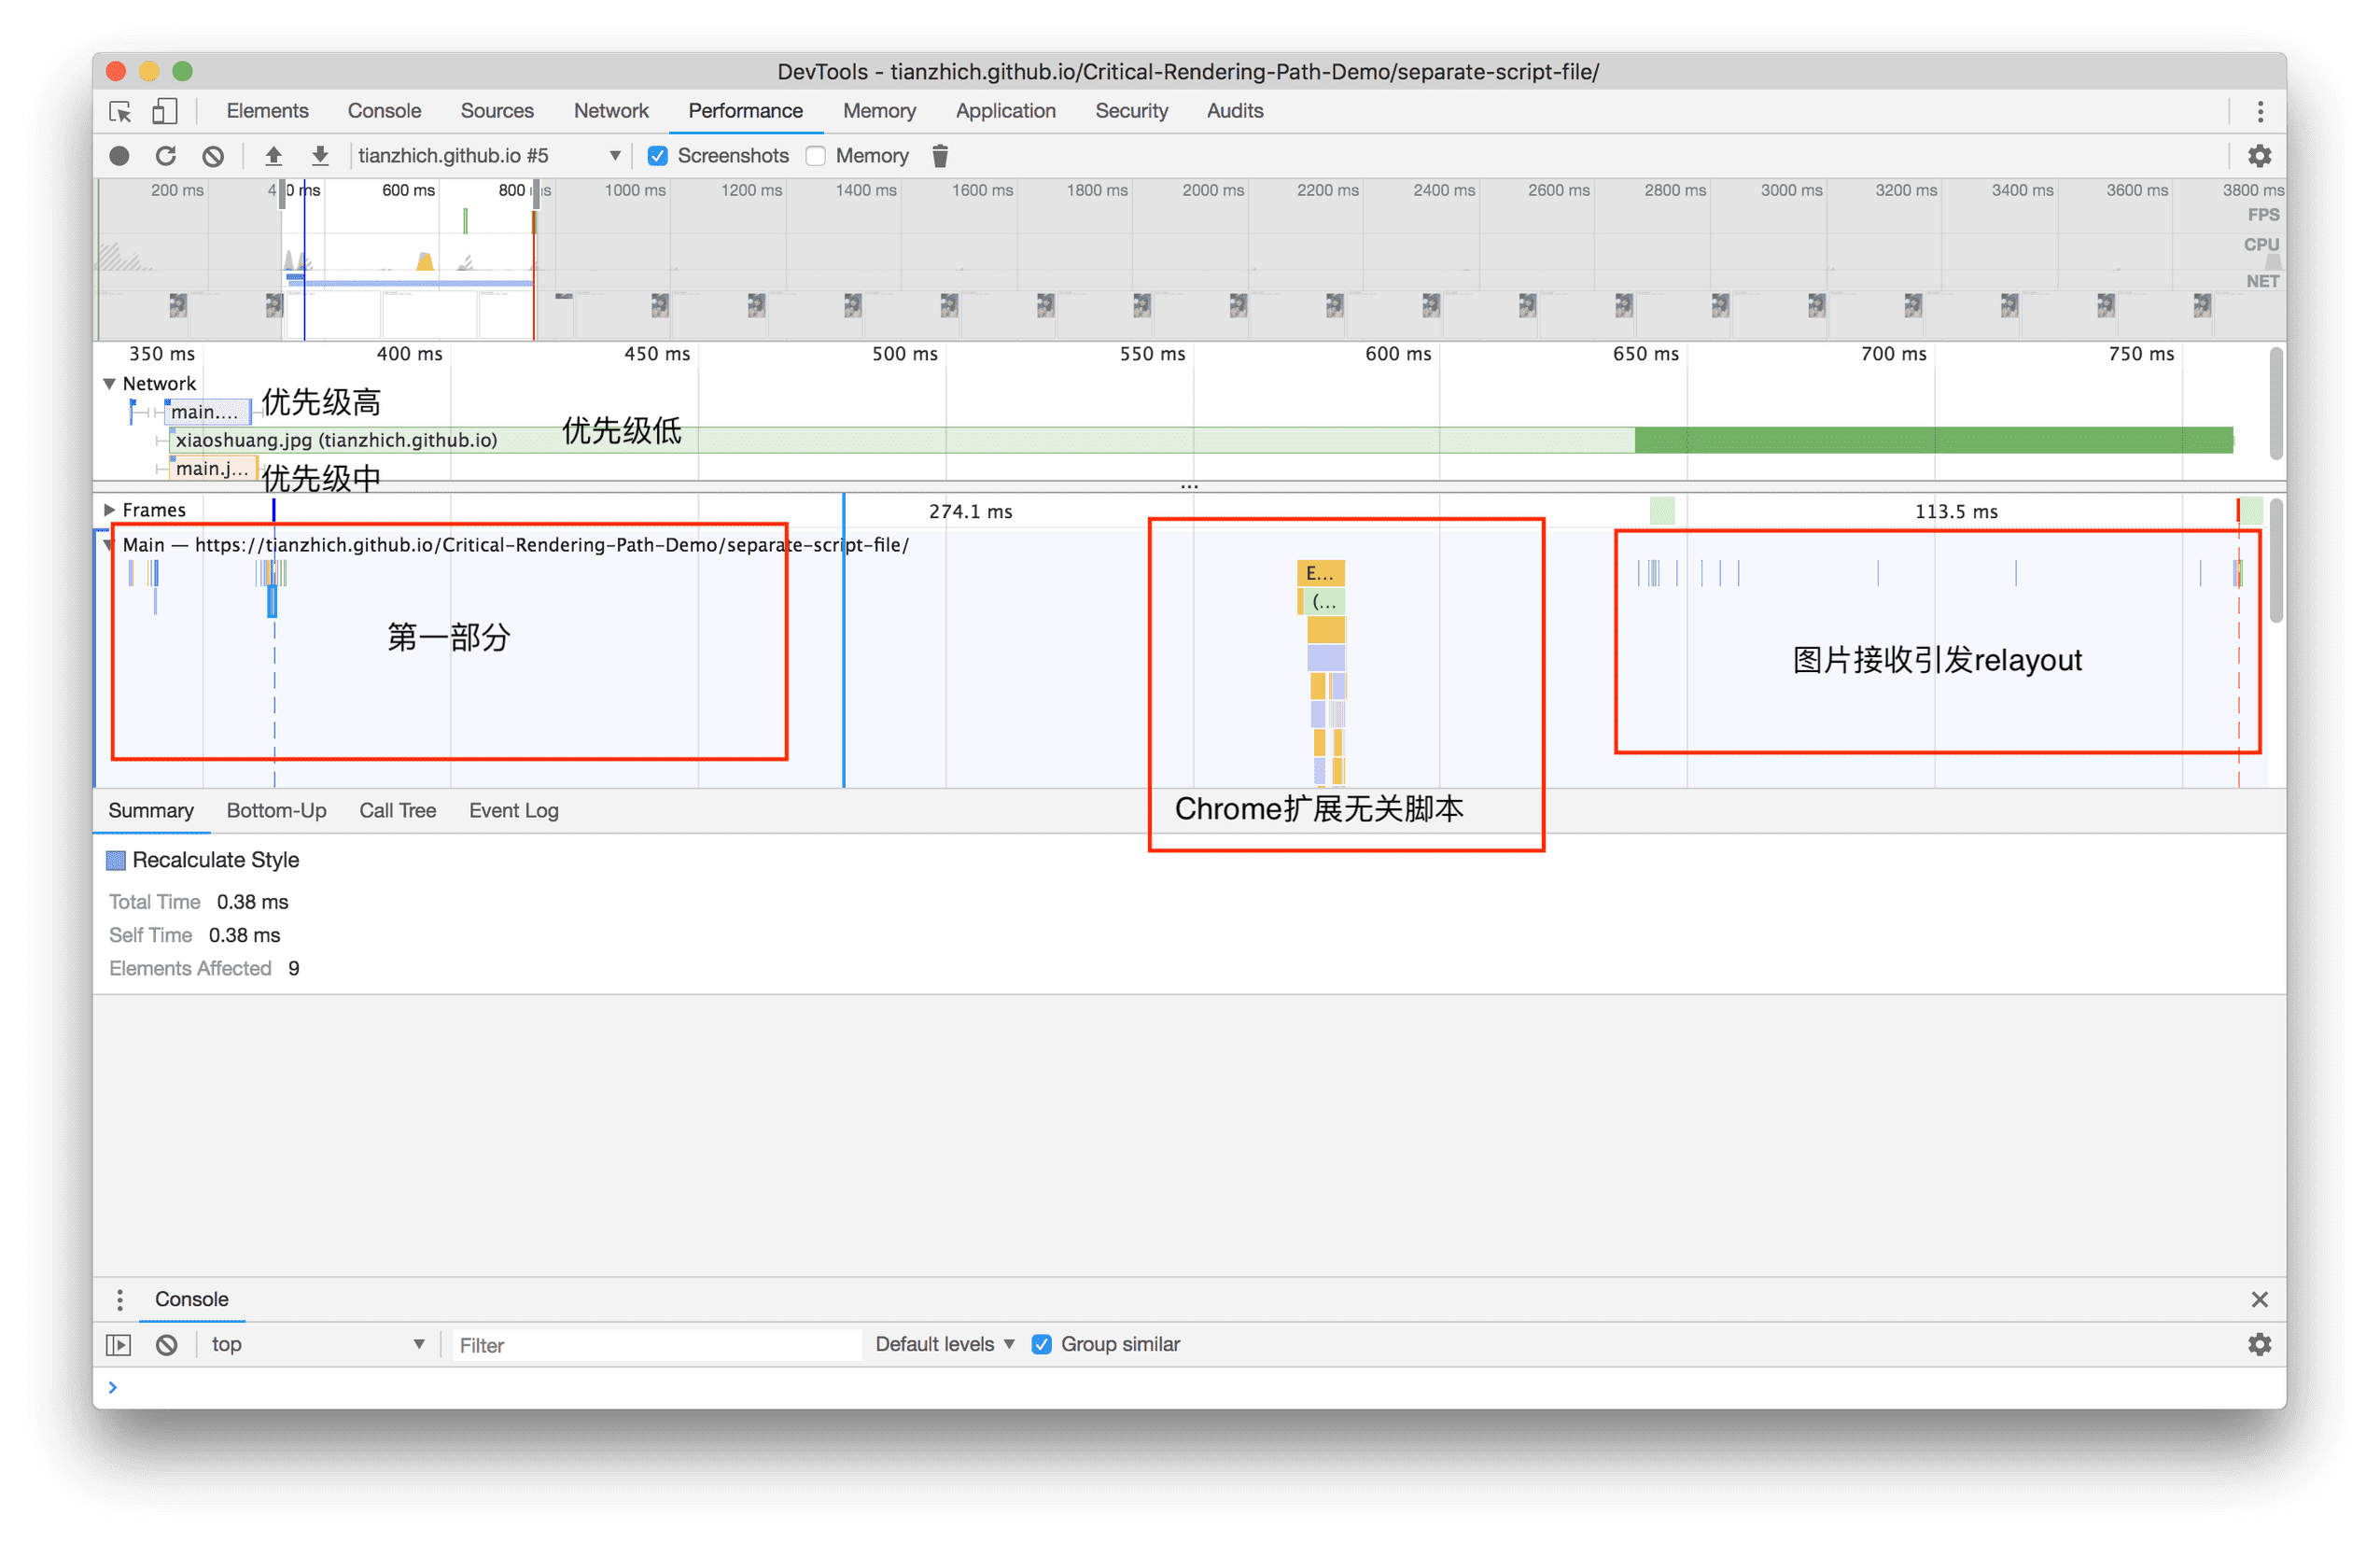 DevTools - tianzhich.github.io/Critical-Rendering-Path-Demo/separate-script-file/
Elements Console Sources Network Performance Memory Application Security Audits
tianzhich.github.io #5 Screenshots Memory
200 ms 600 ms 1000 ms 1200 ms 1400 ms 1600 ms 1800 ms 2000 ms 2200 ms 2400 ms 2600 ms 2800 ms 3000 ms 3200 ms 3400 ms 3600 ms 3800 ms
FPS
CPU
NET
350 ms 400 ms 450 ms 500 ms 550 ms 600 ms 650 ms 700 ms 750 ms
Network
main.... 优先级高
xiaoshuang.jpg (tianzhich.github.io) 优先级低
main.j... 优先级中
...
Frames 274.1 ms 113.5 ms
Main — https://tianzhich.github.io/Critical-Rendering-Path-Demo/separate-script-file/
E...
(...
第一部分
图片接收引发relayout
Chrome扩展无关脚本
Summary Bottom-Up Call Tree Event Log
Recalculate Style
Total Time 0.38 ms
Self Time 0.38 ms
Elements Affected 9
Console
top Filter Default levels Group similar